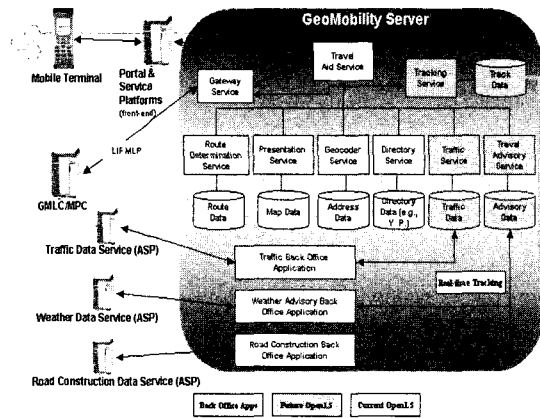 GeoMobility Server
Mobile Terminal
Portal &
Service
Platforms
(front-end)
Gateway
Service
Travel
Aid Service
Tracking
Service
Track
Data
LIF MLP
GMLC/MPC
Route
Determination
Service
Presentation
Service
Geocoder
Service
Directory
Service
Traffic
Service
Travel
Advisory
Service
Route
Data
Map Data
Address
Data
Directory
Data (e.g.,
Y.P.)
Traffic
Data
Advisory
Data
Traffic Data Service (ASP)
Traffic Back Office
Application
Real-time Tracking
Weather Data Service (ASP)
Weather Advisory Back
Office Application
Road Construction Data Service (ASP)
Road Construction Back
Office Application
Back Office Apps
Future OpenLS
Current OpenLS